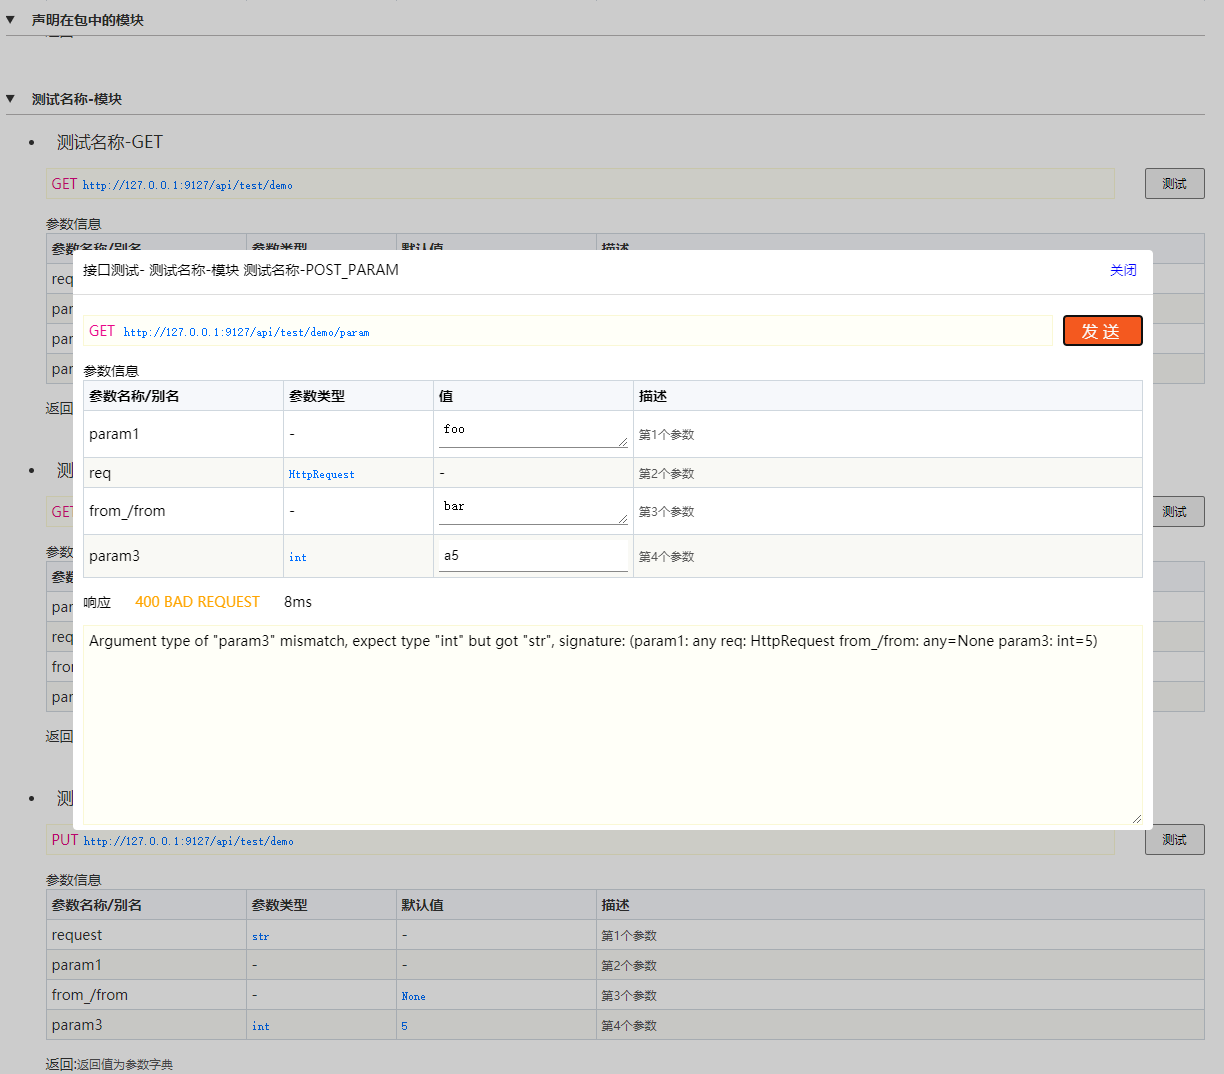 声明在包中的模块
测试名称-模块
测试名称-GET
GET http://127.0.0.1:9127/api/test/demo 测试
参数信息
参数名称/别名 参数类型 默认值 描述
接口测试- 测试名称-模块 测试名称-POST_PARAM 关闭
GET http://127.0.0.1:9127/api/test/demo/param 发 送
参数信息
参数名称/别名 参数类型 值 描述
param1 - foo 第1个参数
req HttpRequest - 第2个参数
from_/from - bar 第3个参数
param3 int a5 第4个参数
响应 400 BAD REQUEST 8ms
Argument type of "param3" mismatch, expect type "int" but got "str", signature: (param1: any req: HttpRequest from_/from: any=None param3: int=5)
req
par
par
par
返回
测
GET 测试
参数
参数
par
req
fror
par
返回
测
PUT http://127.0.0.1:9127/api/test/demo 测试
参数信息
参数名称/别名 参数类型 默认值 描述
request str - 第1个参数
param1 - - 第2个参数
from_/from - None 第3个参数
param3 int 5 第4个参数
返回:返回值为参数字典